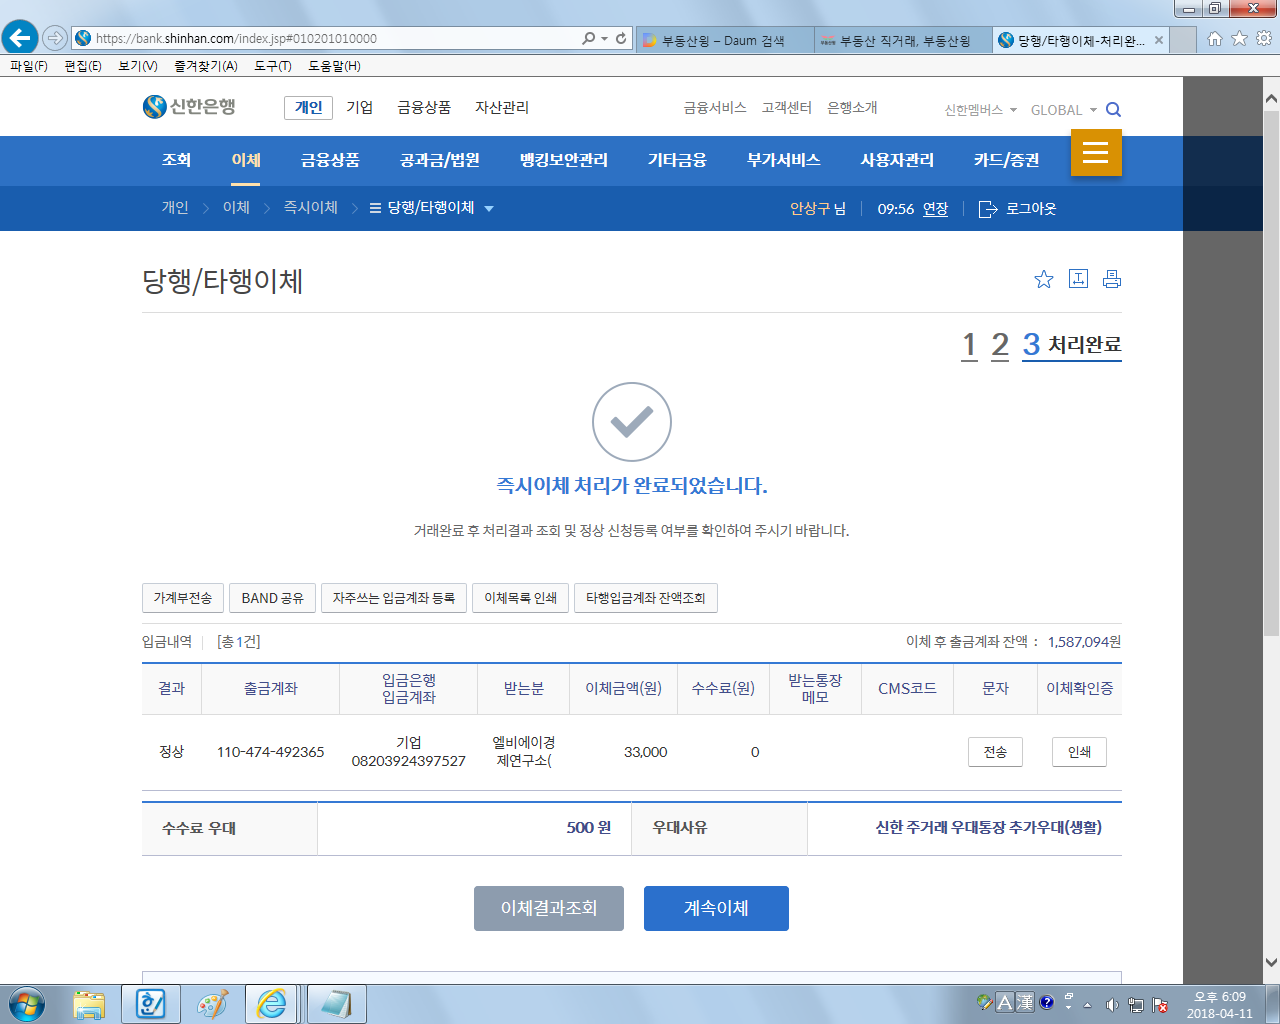 https://bank.shinhan.com/index.jsp#010201010000
부동산윙 – Daum 검색
부동산 직거래, 부동산윙
당행/타행이체-처리완...
파일(F) 편집(E) 보기(V) 즐겨찾기(A) 도구(T) 도움말(H)
신한은행 개인 기업 금융상품 자산관리 금융서비스 고객센터 은행소개 신한멤버스 GLOBAL
조회 이체 금융상품 공과금/법원 뱅킹보안관리 기타금융 부가서비스 사용자관리 카드/증권
개인 이체 즉시이체 당행/타행이체 안상구 님 09:56 연장 로그아웃
당행/타행이체
1 2 3 처리완료
즉시이체 처리가 완료되었습니다.
거래완료 후 처리결과 조회 및 정상 신청등록 여부를 확인하여 주시기 바랍니다.
가계부전송 BAND 공유 자주쓰는 입금계좌 등록 이체목록 인쇄 타행입금계좌 잔액조회
입금내역 [총 1건] 이체 후 출금계좌 잔액 : 1,587,094원
결과 출금계좌 입금은행 입금계좌 받는분 이체금액(원) 수수료(원) 받는통장 메모 CMS코드 문자 이체확인증
정상 110-474-492365 기업 08203924397527 엘비에이경제연구소( 33,000 0 전송 인쇄
수수료 우대 500 원 우대사유 신한 주거래 우대통장 추가우대(생활)
이체결과조회 계속이체
A 漢
오후 6:09
2018-04-11